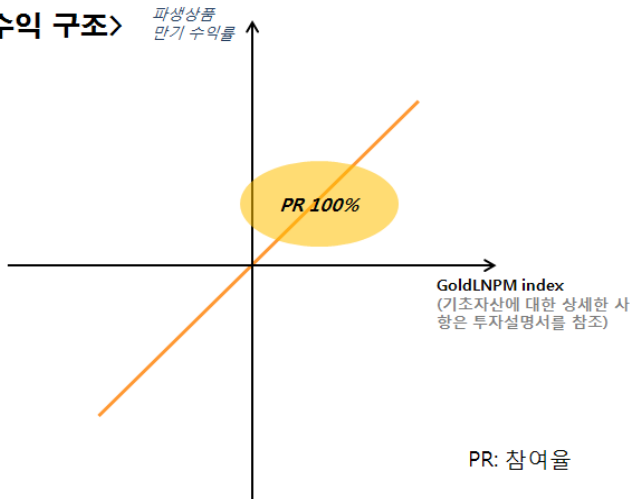 수익 구조>
파생상품
만기 수익률
PR 100%
GoldLNPM index
(기초자산에 대한 상세한 사
항은 투자설명서를 참조)
PR: 참여율